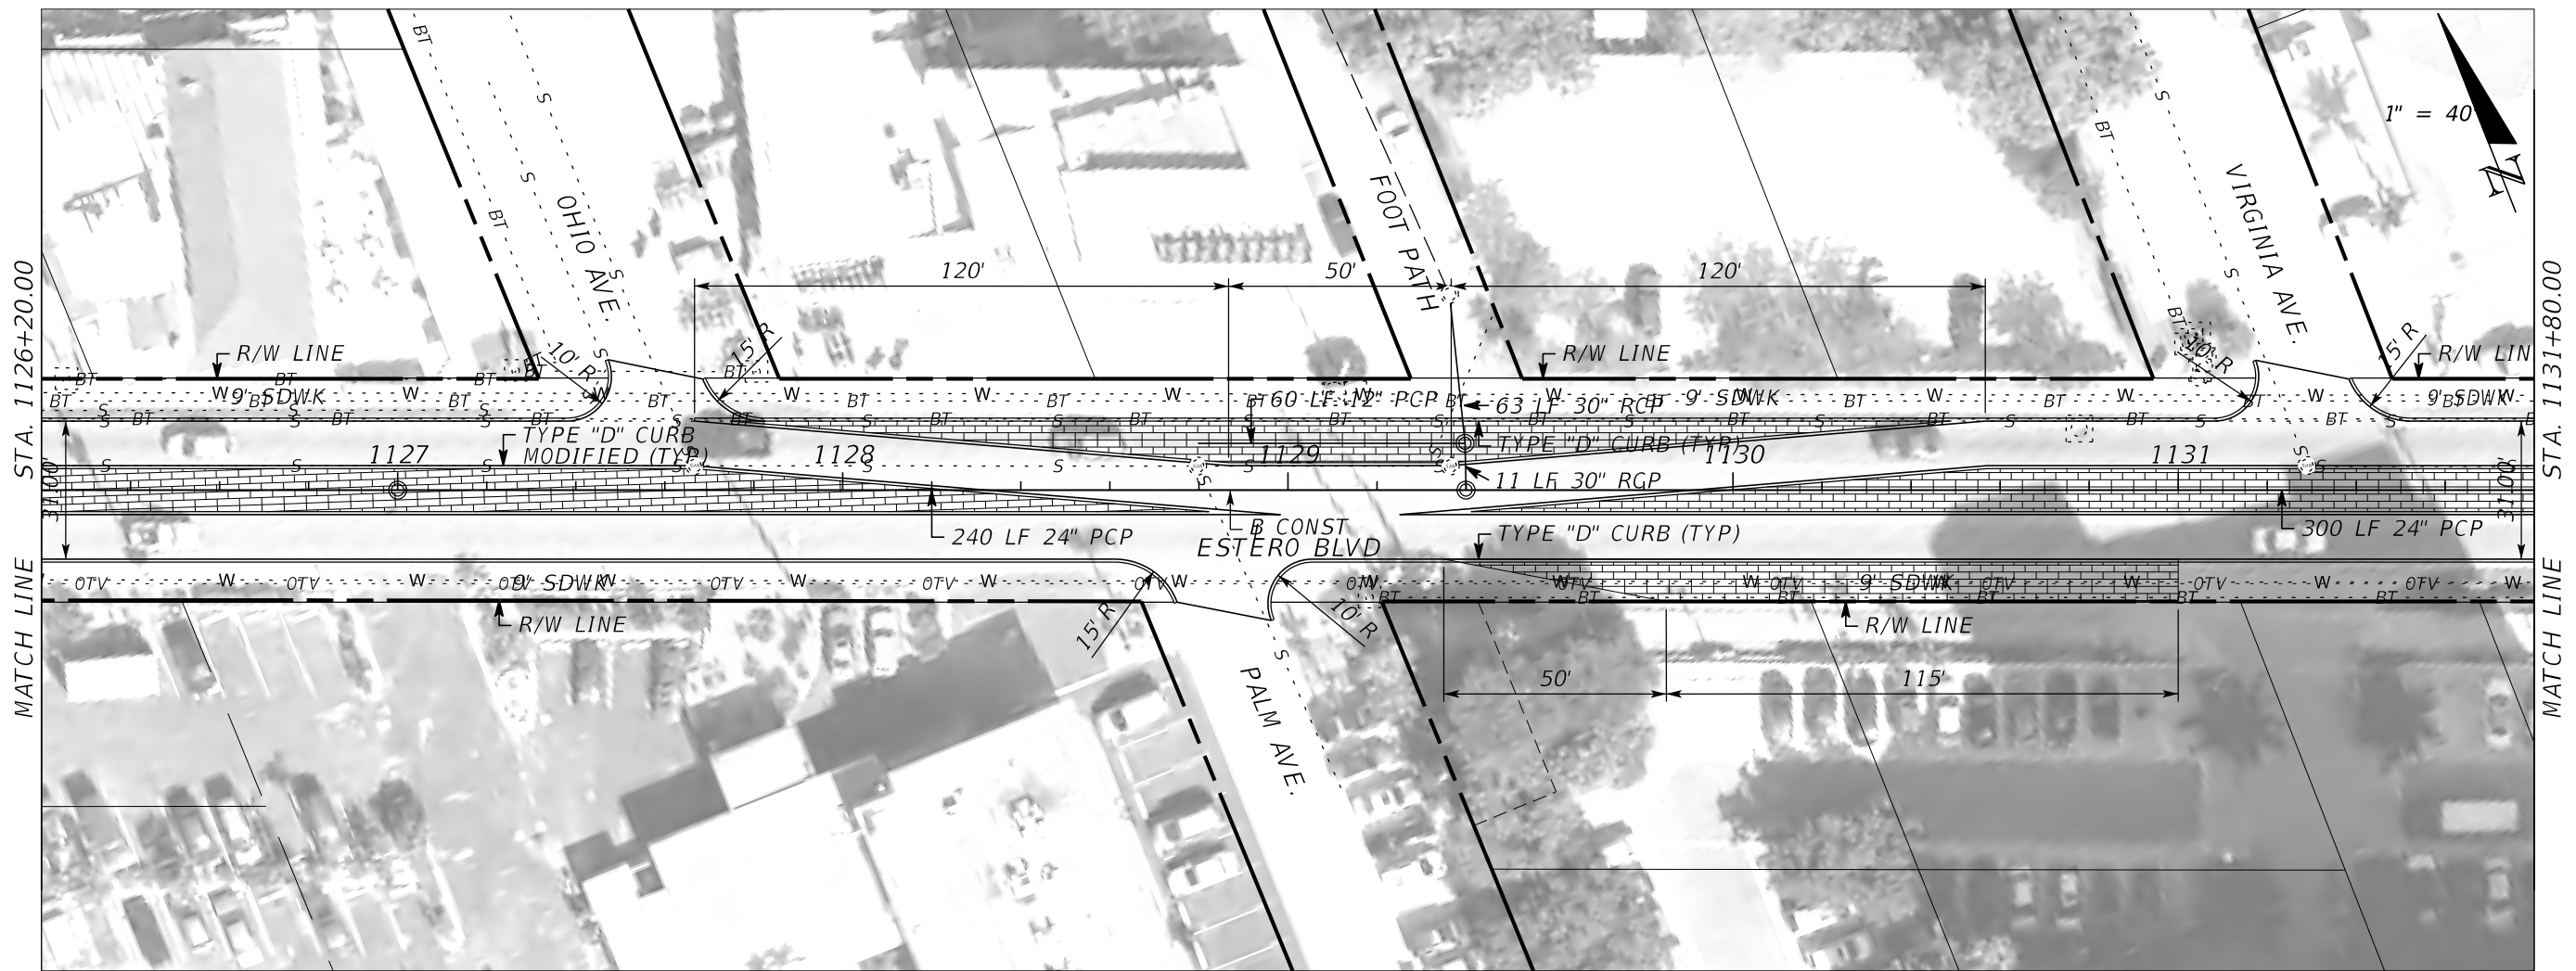 1" = 40'
N
OHIO AVE.
FOOT PATH
VIRGINIA AVE.
STA. 1126+20.00
MATCH LINE
STA. 1131+80.00
MATCH LINE
120'
50'
120'
10' R
15' R
10' R
15' R
R/W LINE
R/W LINE
R/W LIN
9' SDWK
60 LF 12" PCP
63 LF 30" RCP
9' SDWK
9' SDWK
TYPE "D" CURB
MODIFIED (TYP)
TYPE "D" CURB (TYP)
1127
1128
1129
1130
1131
31.00'
31.00'
11 LF 30" RCP
240 LF 24" PCP
B CONST
ESTERO BLVD
TYPE "D" CURB (TYP)
300 LF 24" PCP
9' SDWK
9' SDWK
R/W LINE
R/W LINE
15' R
10' R
PALM AVE.
50'
115'
BT
S
W
OTV